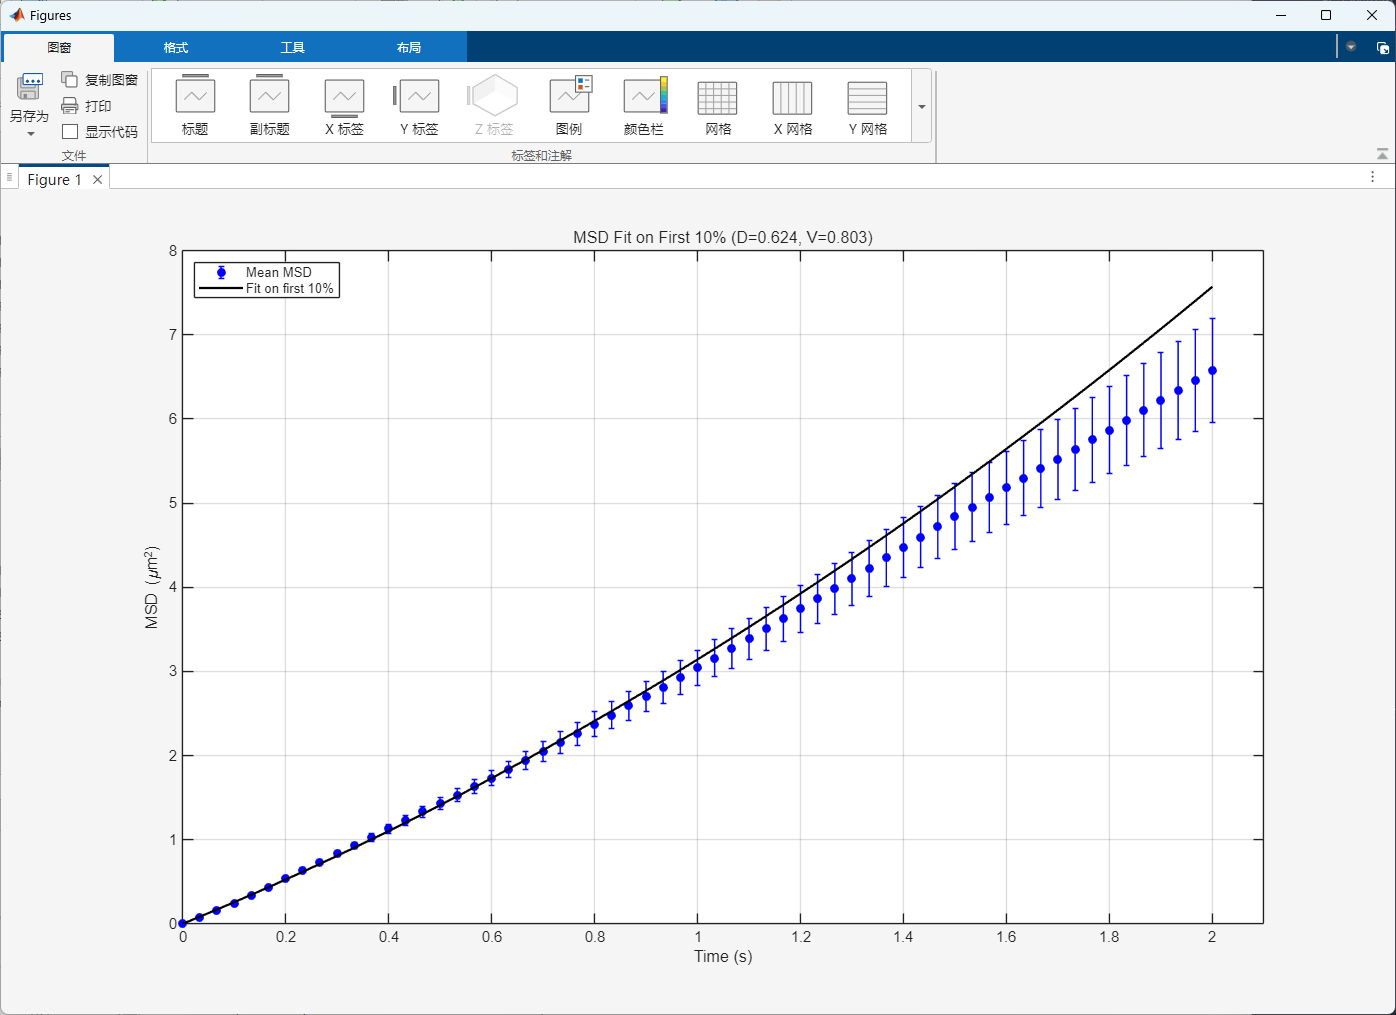 Figures
图窗 格式 工具 布局
另存为
复制图窗
打印
显示代码
文件
标题 副标题 X 标签 Y 标签 Z 标签 图例 颜色栏 网格 X 网格 Y 网格
标签和注解
Figure 1
MSD Fit on First 10% (D=0.624, V=0.803)
Mean MSD
Fit on first 10%
8
7
6
5
4
3
2
1
0
MSD (μm²)
0 0.2 0.4 0.6 0.8 1 1.2 1.4 1.6 1.8 2
Time (s)